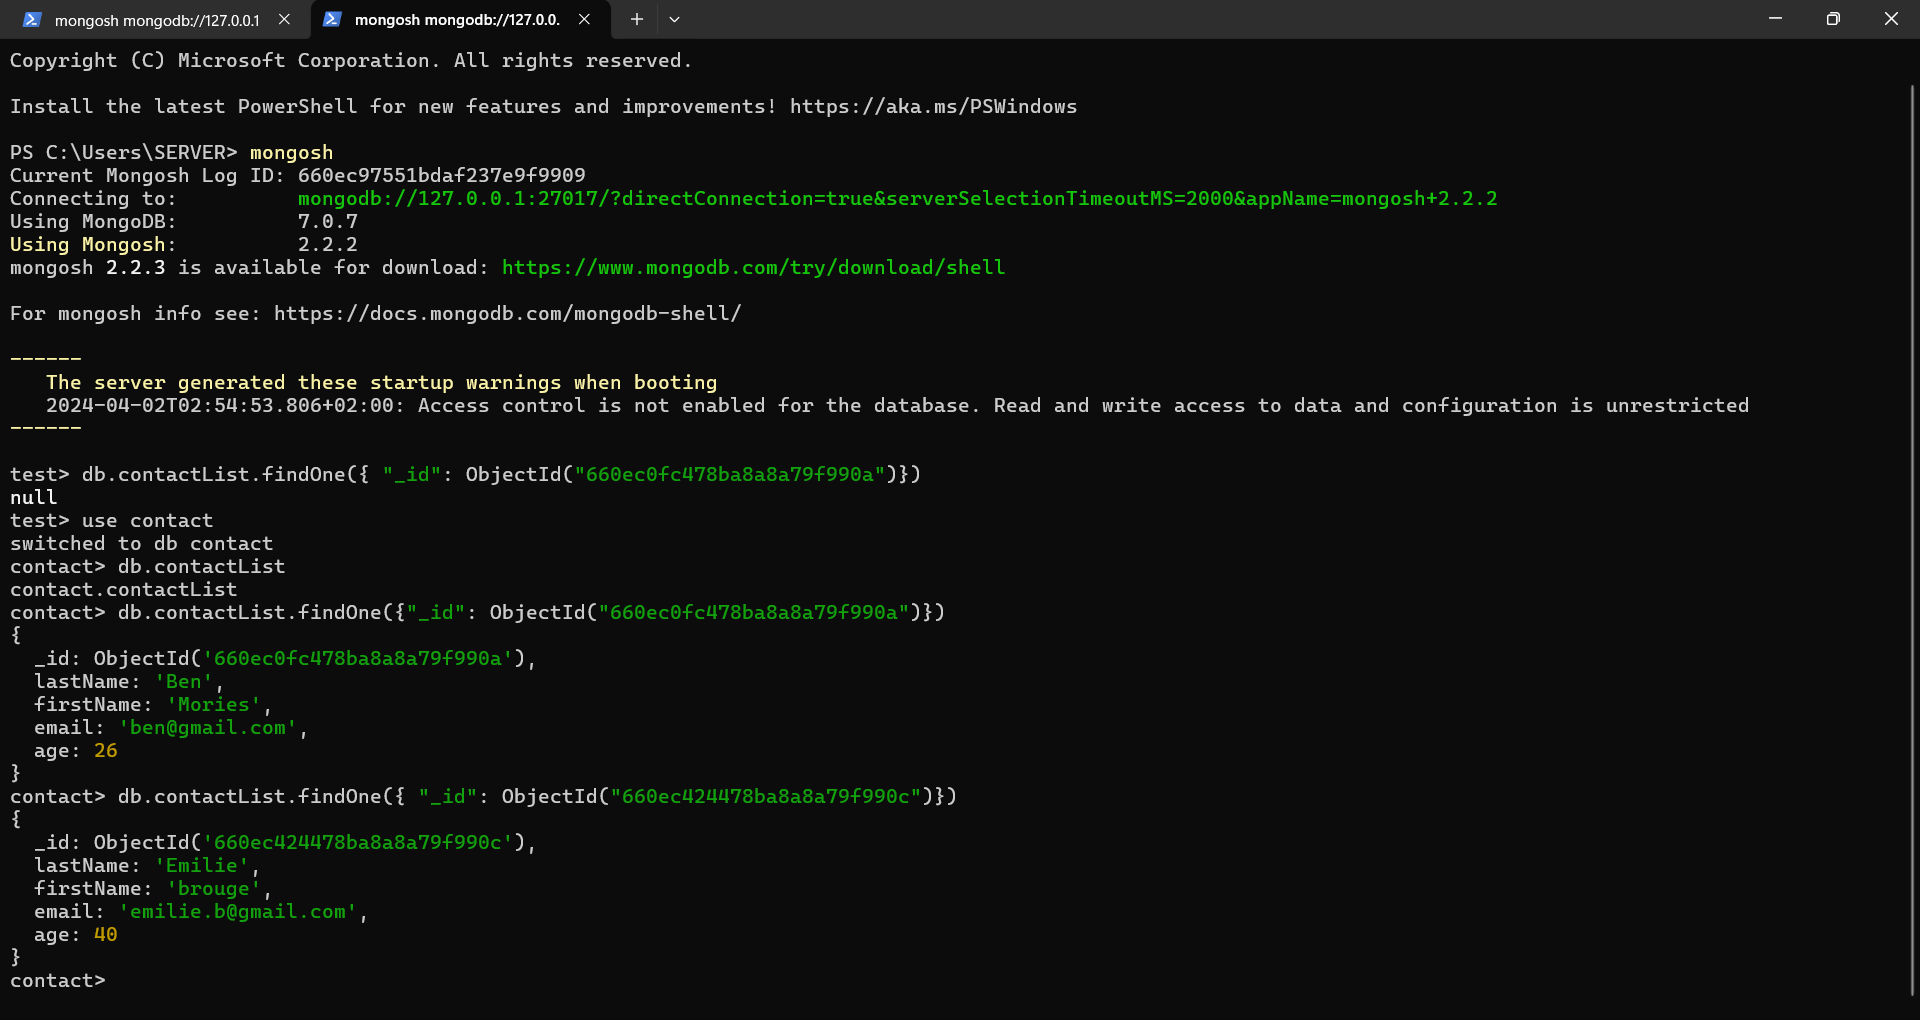 mongosh mongodb://127.0.0.1
mongosh mongodb://127.0.0.
Copyright (C) Microsoft Corporation. All rights reserved.
Install the latest PowerShell for new features and improvements! https://aka.ms/PSWindows
PS C:\Users\SERVER> mongosh
Current Mongosh Log ID: 660ec97551bdaf237e9f9909
Connecting to:          mongodb://127.0.0.1:27017/?directConnection=true&serverSelectionTimeoutMS=2000&appName=mongosh+2.2.2
Using MongoDB:          7.0.7
Using Mongosh:          2.2.2
mongosh 2.2.3 is available for download: https://www.mongodb.com/try/download/shell
For mongosh info see: https://docs.mongodb.com/mongodb-shell/
------
   The server generated these startup warnings when booting
   2024-04-02T02:54:53.806+02:00: Access control is not enabled for the database. Read and write access to data and configuration is unrestricted
------
test> db.contactList.findOne({ "_id": ObjectId("660ec0fc478ba8a8a79f990a")})
null
test> use contact
switched to db contact
contact> db.contactList
contact.contactList
contact> db.contactList.findOne({"_id": ObjectId("660ec0fc478ba8a8a79f990a")})
{
  _id: ObjectId('660ec0fc478ba8a8a79f990a'),
  lastName: 'Ben',
  firstName: 'Mories',
  email: 'ben@gmail.com',
  age: 26
}
contact> db.contactList.findOne({ "_id": ObjectId("660ec424478ba8a8a79f990c")})
{
  _id: ObjectId('660ec424478ba8a8a79f990c'),
  lastName: 'Emilie',
  firstName: 'brouge',
  email: 'emilie.b@gmail.com',
  age: 40
}
contact>